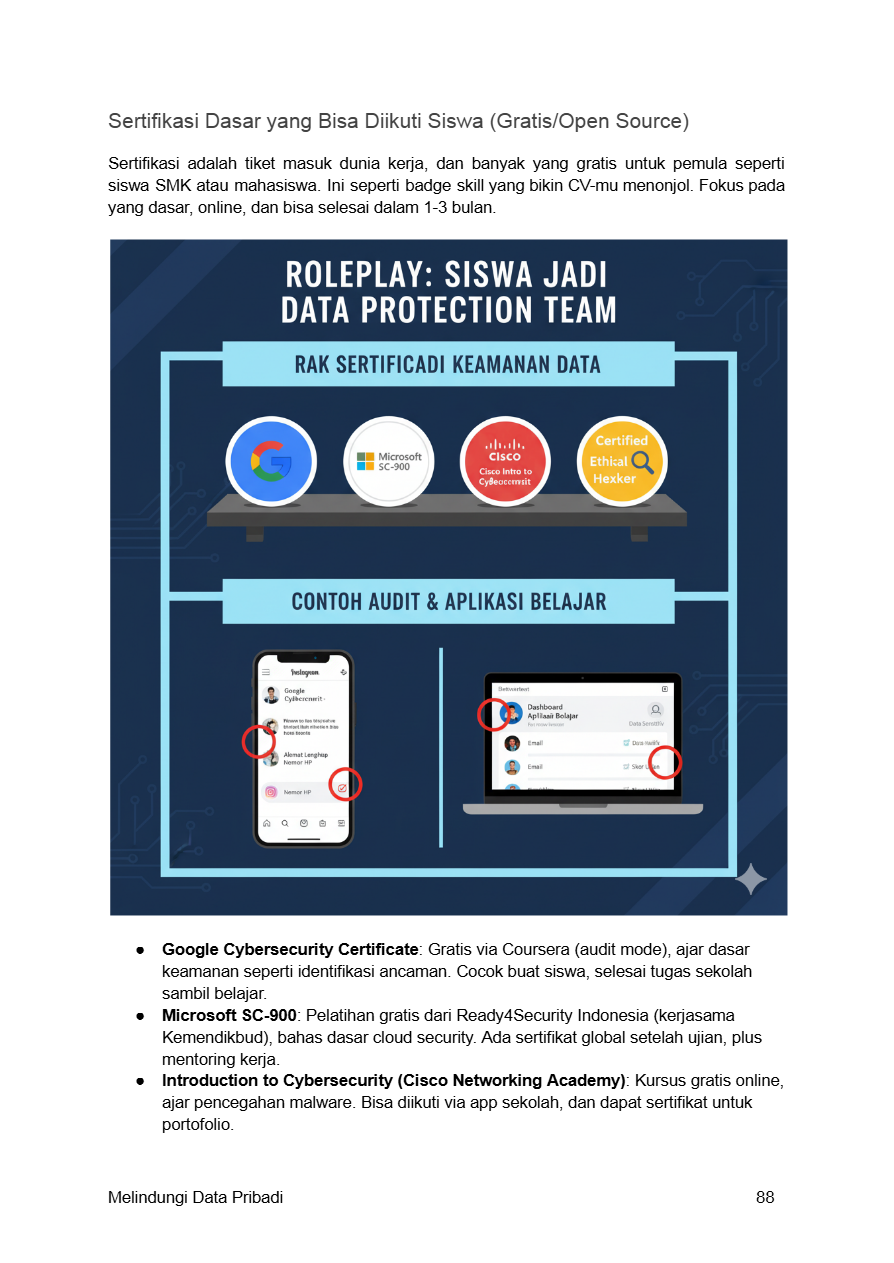 Sertifikasi Dasar yang Bisa Diikuti Siswa (Gratis/Open Source)
Sertifikasi adalah tiket masuk dunia kerja, dan banyak yang gratis untuk pemula seperti
siswa SMK atau mahasiswa. Ini seperti badge skill yang bikin CV-mu menonjol. Fokus pada
yang dasar, online, dan bisa selesai dalam 1-3 bulan.
ROLEPLAY: SISWA JADI
DATA PROTECTION TEAM
RAK SERTIFICADI KEAMANAN DATA
Microsoft
SC-900
CISCO
Cisco Intro to
Certified
Ethical
Hexker
CONTOH AUDIT & APLIKASI BELAJAR
Instagram
Google
Alemat Lenghap
Nemor HP
Nemor HP
Dashboard
Bolajar
Data Sensitiv
Email
Email
● Google Cybersecurity Certificate: Gratis via Coursera (audit mode), ajar dasar
keamanan seperti identifikasi ancaman. Cocok buat siswa, selesai tugas sekolah
sambil belajar.
● Microsoft SC-900: Pelatihan gratis dari Ready4Security Indonesia (kerjasama
Kemendikbud), bahas dasar cloud security. Ada sertifikat global setelah ujian, plus
mentoring kerja.
● Introduction to Cybersecurity (Cisco Networking Academy): Kursus gratis online,
ajar pencegahan malware. Bisa diikuti via app sekolah, dan dapat sertifikat untuk
portofolio.
Melindungi Data Pribadi 88